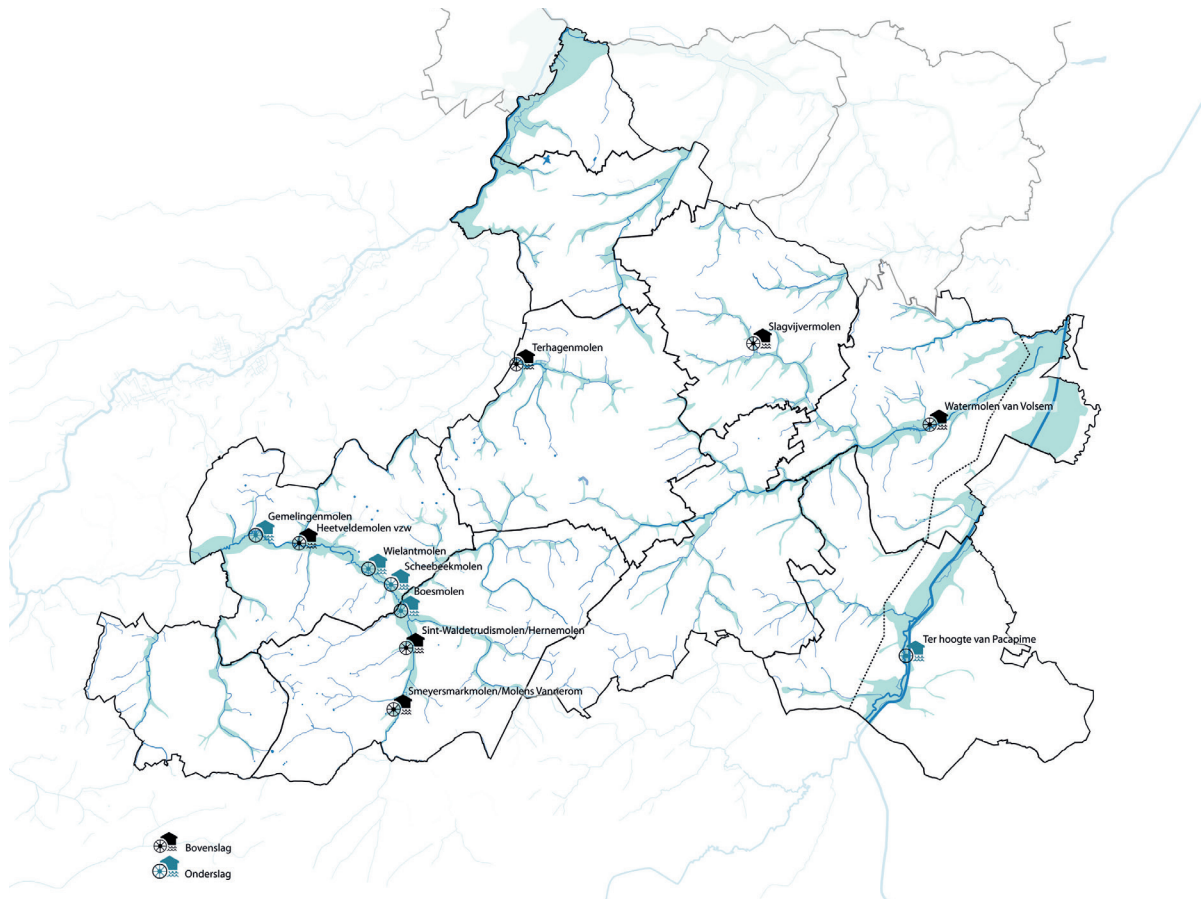 Slagvijvermolen
Terhagenmolen
Watermolen van Volsem
Gemelingenmolen
Heetveldemolen vzw
Wielantmolen
Scheebeekmolen
Boesmolen
Sint-Waldetrudismolen/Hernemolen
Ter hoogte van Pacapime
Smeyersmarkmolen/Molens Vannerom
Bovenslag
Onderslag